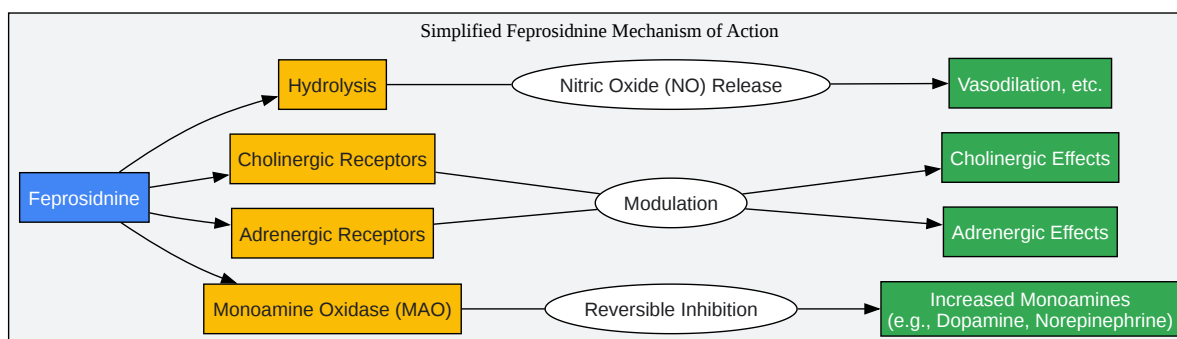 Simplified Feprosidnine Mechanism of Action
Hydrolysis
Nitric Oxide (NO) Release
Vasodilation, etc.
Cholinergic Receptors
Cholinergic Effects
Feprosidnine
Modulation
Adrenergic Receptors
Adrenergic Effects
Monoamine Oxidase (MAO)
Reversible Inhibition
Increased Monoamines
(e.g., Dopamine, Norepinephrine)